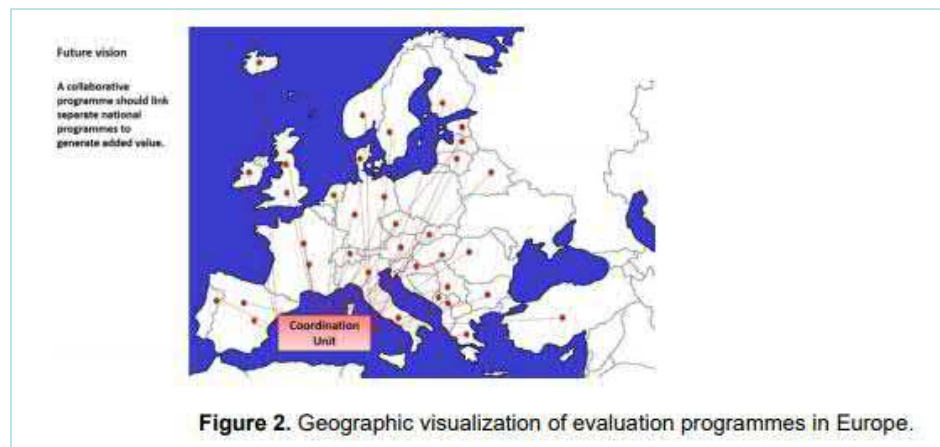 Future vision
A collaborative
programme should link
separate national
programmes to
generate added value.
Coordination
Unit
Figure 2. Geographic visualization of evaluation programmes in Europe.